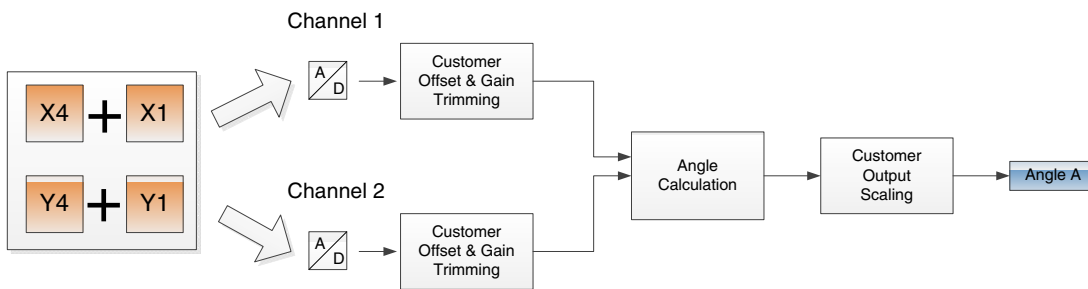 Channel 1
A
D
Customer
Offset & Gain
Trimming
X4 + X1
Y4 + Y1
Channel 2
A
D
Customer
Offset & Gain
Trimming
Angle
Calculation
Customer
Output
Scaling
Angle A